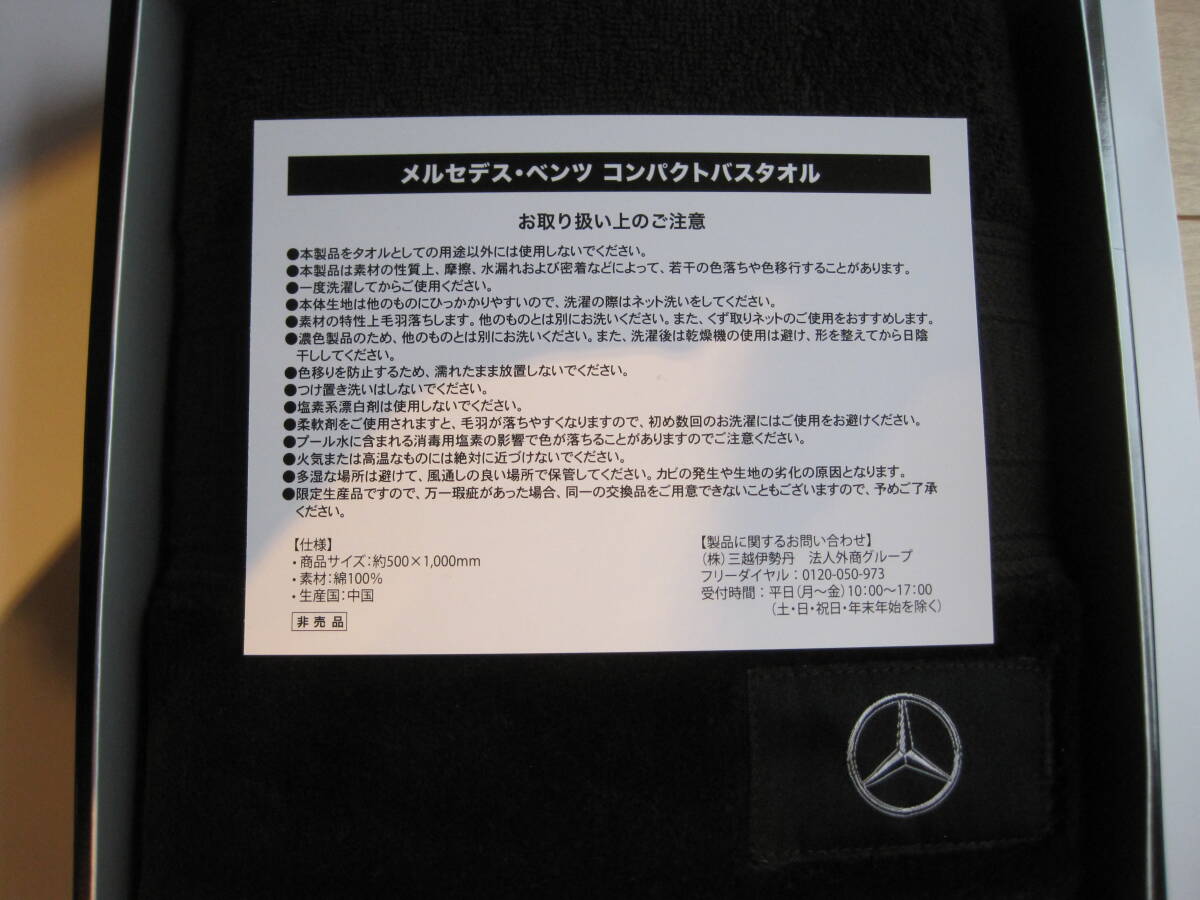 メルセデス・ベンツ コンパクトバスタオル
お取り扱い上のご注意
●本製品をタオルとしての用途以外には使用しないでください。
●本製品は素材の性質上、摩擦、水漏れおよび密着などによって、若干の色落ちや色移行することがあります。
●一度洗濯してからご使用ください。
●本体生地は他のものにひっかかりやすいので、洗濯の際はネット洗いをしてください。
●素材の特性上毛羽落ちします。他のものとは別にお洗いください。また、くず取りネットのご使用をおすすめします。
●濃色製品のため、他のものとは別にお洗いください。また、洗濯後は乾燥機の使用は避け、形を整えてから日陰
干ししてください。
●色移りを防止するため、濡れたまま放置しないでください。
●つけ置き洗いはしないでください。
●塩素系漂白剤は使用しないでください。
●柔軟剤をご使用されますと、毛羽が落ちやすくなりますので、初め数回のお洗濯にはご使用をお避けください。
●プール水に含まれる消毒用塩素の影響で色が落ちることがありますのでご注意ください。
●火気または高温なものには絶対に近づけないでください。
●多湿な場所は避けて、風通しの良い場所で保管してください。カビの発生や生地の劣化の原因となります。
●限定生産品ですので、万一瑕疵があった場合、同一の交換品をご用意できないこともございますので、予めご了承
ください。
【仕様】
・商品サイズ：約500×1,000mm
・素材：綿100%
・生産国：中国
非売品
【製品に関するお問い合わせ】
（株）三越伊勢丹　法人外商グループ
フリーダイヤル：0120-050-973
受付時間：平日（月～金）10:00～17:00
（土・日・祝日・年末年始を除く）